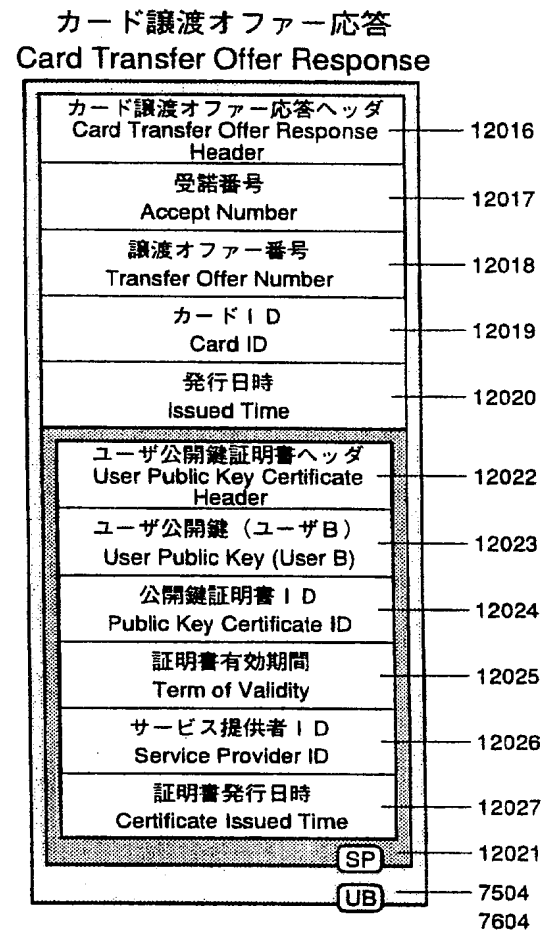 カード譲渡オファー応答
Card Transfer Offer Response
カード譲渡オファー応答ヘッダ
Card Transfer Offer Response
Header
12016
受諾番号
Accept Number
12017
譲渡オファー番号
Transfer Offer Number
12018
カードＩＤ
Card ID
12019
発行日時
Issued Time
12020
ユーザ公開鍵証明書ヘッダ
User Public Key Certificate
Header
12022
ユーザ公開鍵（ユーザＢ）
User Public Key (User B)
12023
公開鍵証明書ＩＤ
Public Key Certificate ID
12024
証明書有効期間
Term of Validity
12025
サービス提供者ＩＤ
Service Provider ID
12026
証明書発行日時
Certificate Issued Time
12027
SP
12021
UB
7504
7604